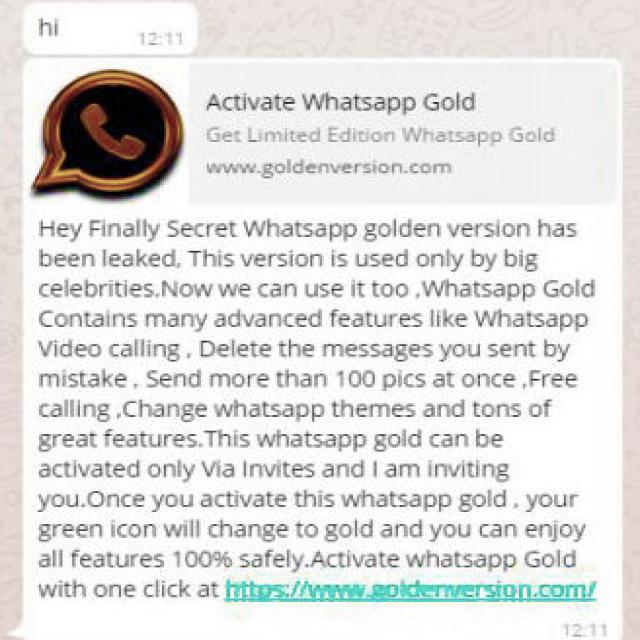 hi
12:11
Activate Whatsapp Gold
Get Limited Edition Whatsapp Gold
www.goldenversion.com
Hey Finally Secret Whatsapp golden version has
been leaked, This version is used only by big
celebrities.Now we can use it too ,Whatsapp Gold
Contains many advanced features like Whatsapp
Video calling , Delete the messages you sent by
mistake , Send more than 100 pics at once ,Free
calling ,Change whatsapp themes and tons of
great features.This whatsapp gold can be
activated only Via Invites and I am inviting
you.Once you activate this whatsapp gold , your
green icon will change to gold and you can enjoy
all features 100% safely.Activate whatsapp Gold
with one click at https://www.goldenversion.com/
12:11